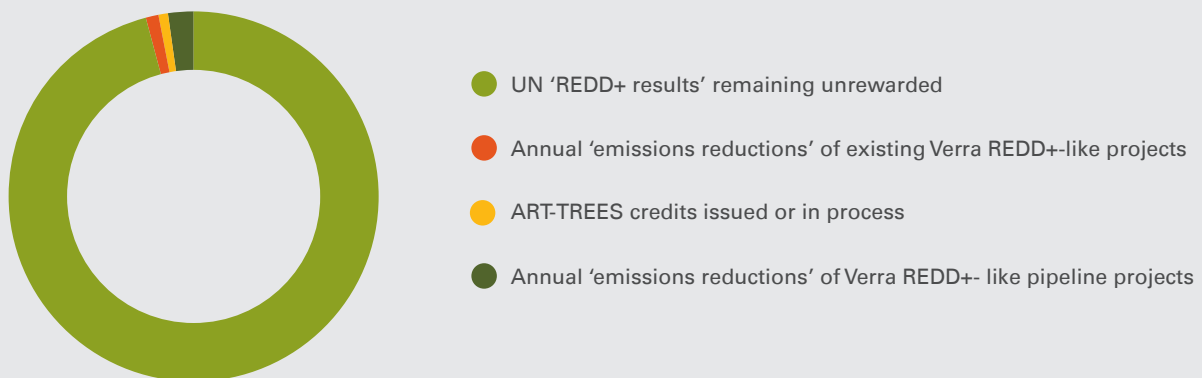 UN ‘REDD+ results’ remaining unrewarded
Annual ‘emissions reductions’ of existing Verra REDD+-like projects
ART-TREES credits issued or in process
Annual ‘emissions reductions’ of Verra REDD+- like pipeline projects